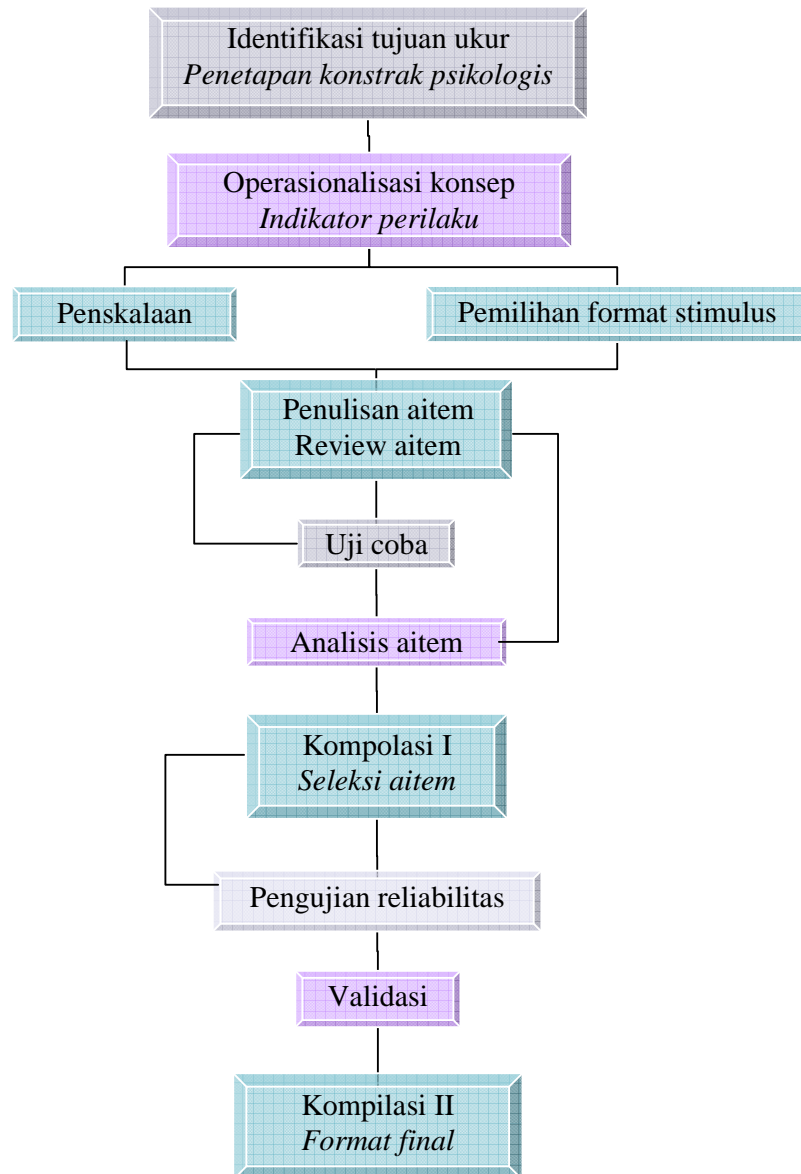 Identifikasi tujuan ukur
Penetapan konstrak psikologis
Operasionalisasi konsep
Indikator perilaku
Penskalaan
Pemilihan format stimulus
Penulisan aitem
Review aitem
Uji coba
Analisis aitem
Kompolasi I
Seleksi aitem
Pengujian reliabilitas
Validasi
Kompilasi II
Format final